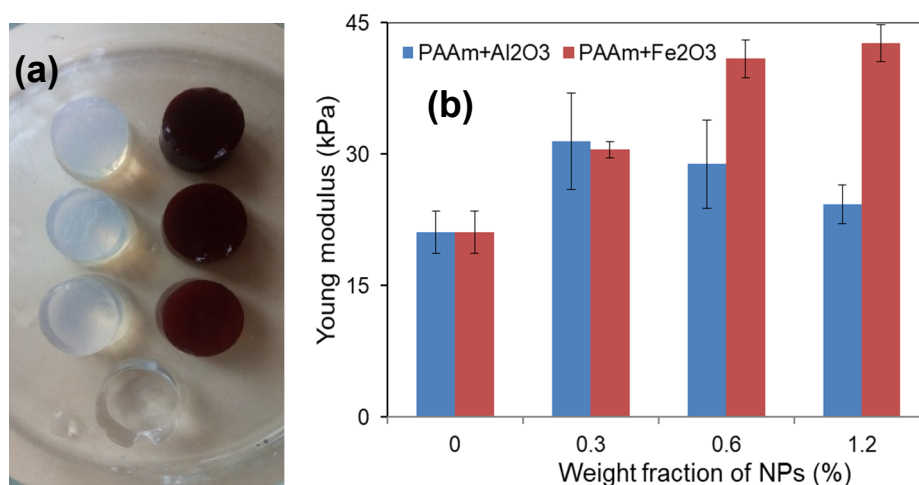 (a)
(b)
PAAm+Al2O3 PAAm+Fe2O3
Young modulus (kPa)
45
30
15
0
0 0.3 0.6 1.2
Weight fraction of NPs (%)